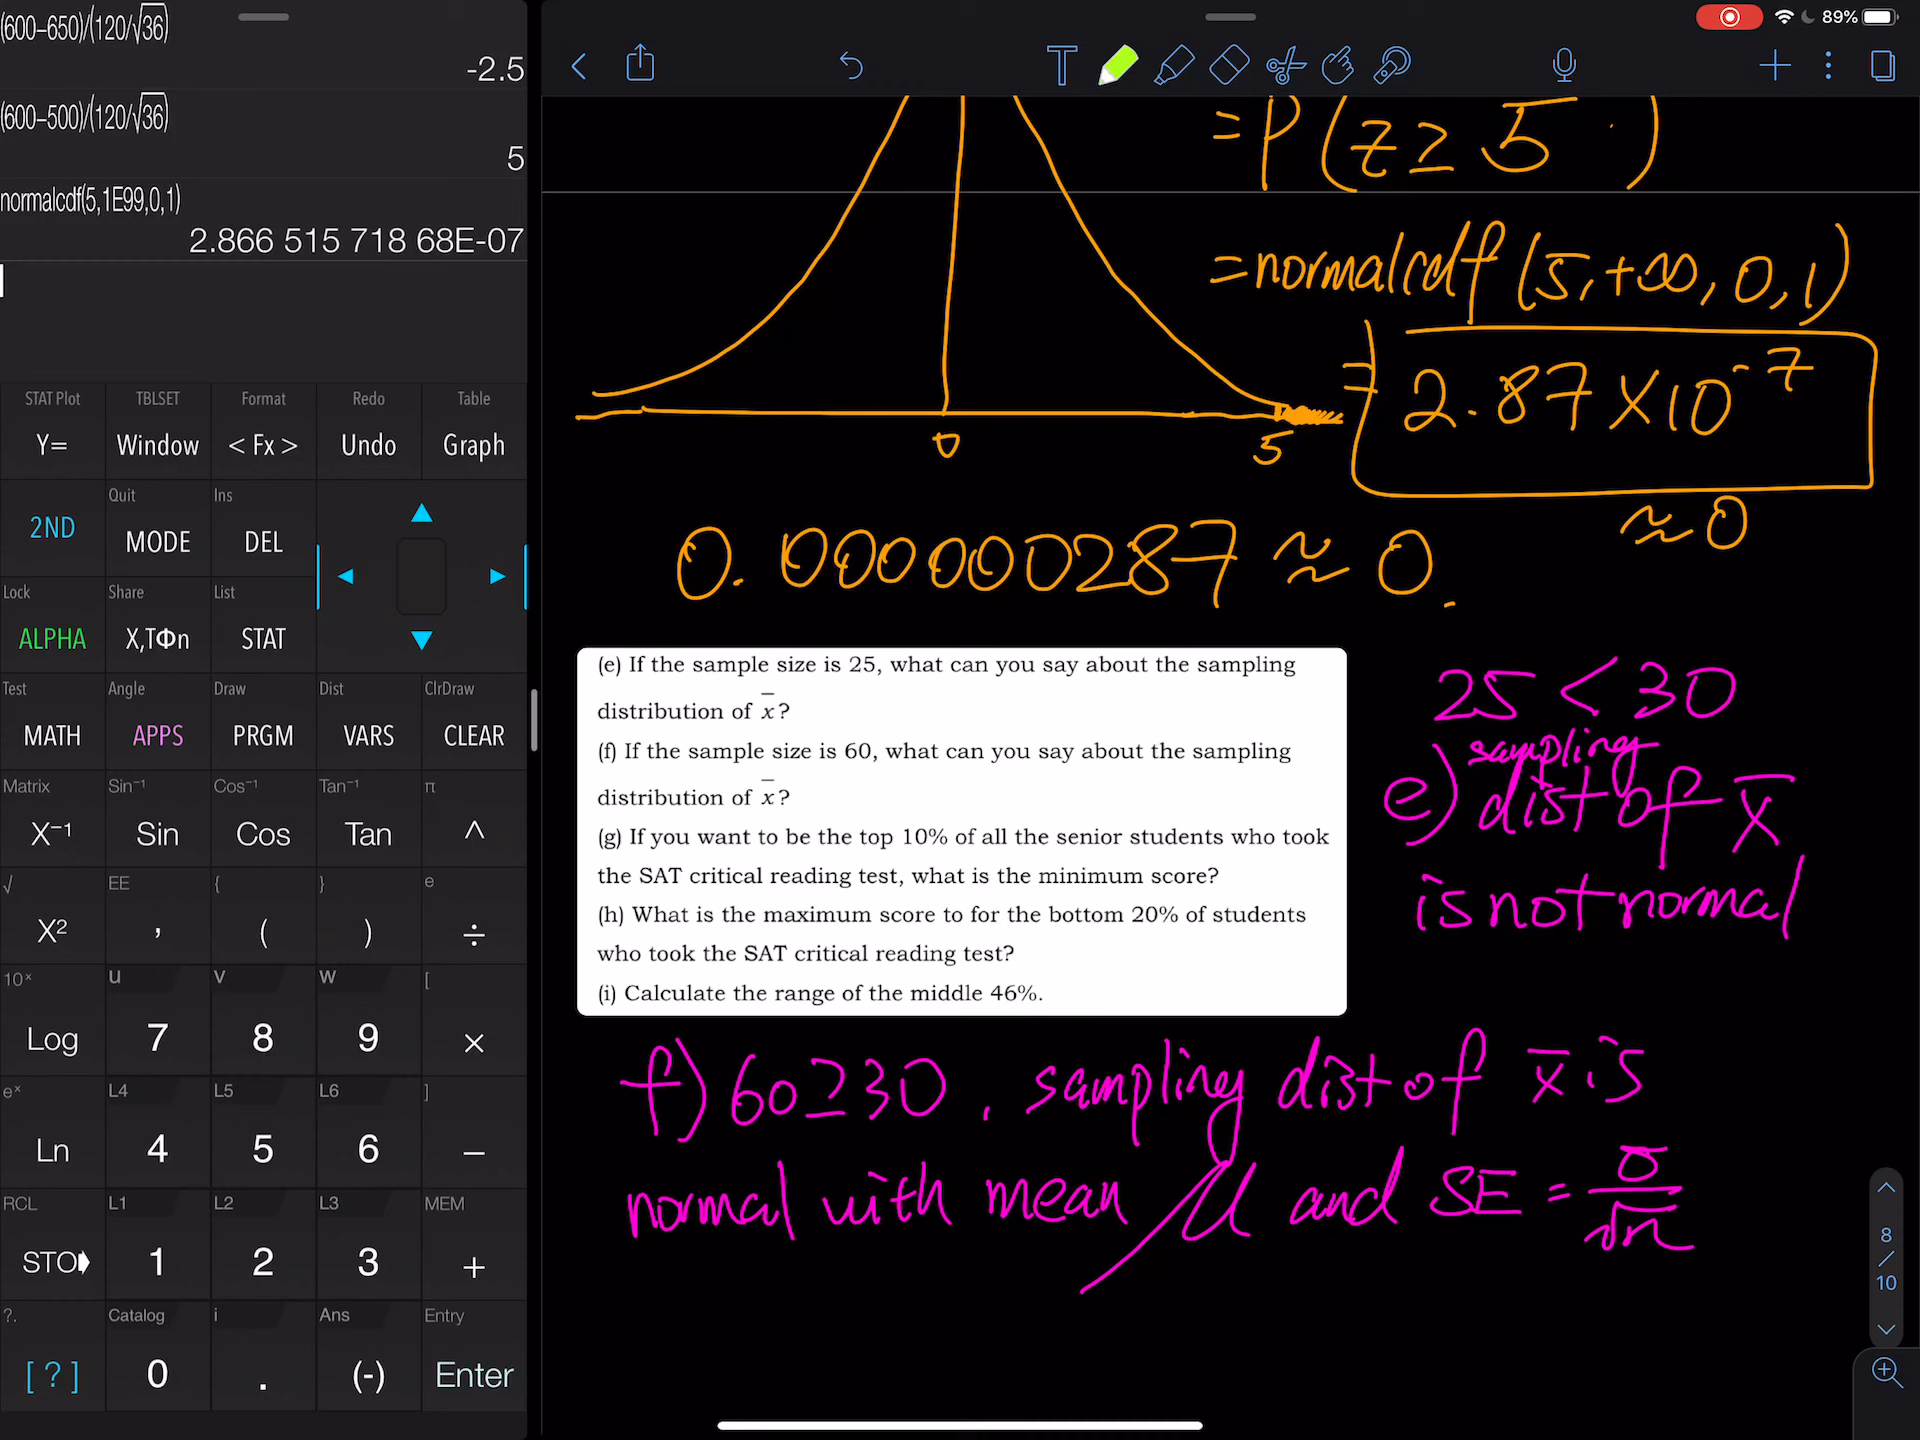 (600–650)/(120/√36)
-2.5
(600–500)/(120/√36)
5
normalcdf(5,1E99,0,1)
2.866 515 718 68E-07
STAT Plot TBLSET Format Redo Table
Y= Window < Fx > Undo Graph
Quit Ins
2ND MODE DEL
Lock Share List
ALPHA X,TΦn STAT
Test Angle Draw Dist ClrDraw
MATH APPS PRGM VARS CLEAR
Matrix Sin⁻¹ Cos⁻¹ Tan⁻¹ π
X⁻¹ Sin Cos Tan ^
√ EE { } e
X² , ( ) ÷
10ˣ u v w [
Log 7 8 9 ×
eˣ L4 L5 L6 ]
Ln 4 5 6 –
RCL L1 L2 L3 MEM
STO 1 2 3 +
?. Catalog i Ans Entry
[ ? ] 0 . (-) Enter
89%
T
= P ( z ≥ 5 )
= normalcdf (5, +∞, 0, 1)
= 2.87 × 10⁻⁷
≈ 0
0 5
0.000000287 ≈ 0.
(e) If the sample size is 25, what can you say about the sampling
distribution of x̅?
(f) If the sample size is 60, what can you say about the sampling
distribution of x̅?
(g) If you want to be the top 10% of all the senior students who took
the SAT critical reading test, what is the minimum score?
(h) What is the maximum score to for the bottom 20% of students
who took the SAT critical reading test?
(i) Calculate the range of the middle 46%.
25 < 30
sampling
e) dist of x̅
is not normal
f) 60 ≥ 30 , sampling dist of x̅ is
normal with mean μ and SE = σ/√n
8
/
10